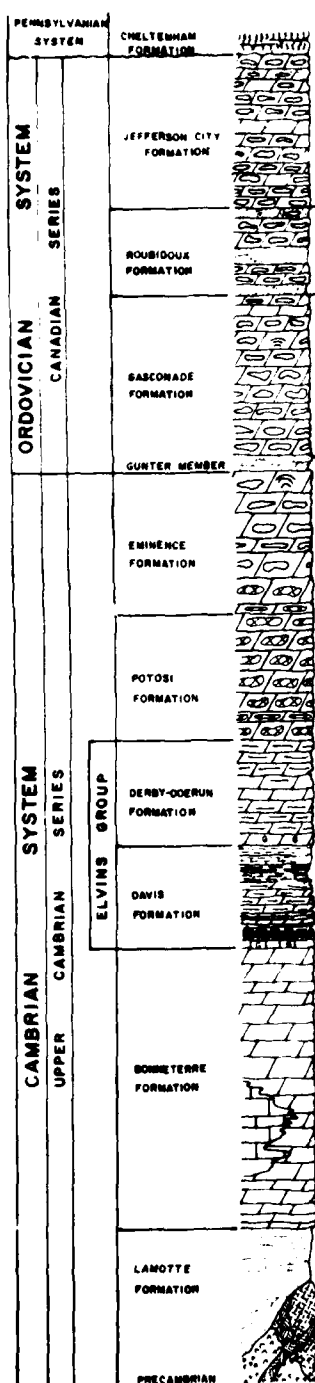 PENNSYLVANIAN
SYSTEM
CHELTENHAM
FORMATION
ORDOVICIAN SYSTEM
CANADIAN SERIES
JEFFERSON CITY
FORMATION
ROUBIDOUX
FORMATION
GASCONADE
FORMATION
GUNTER MEMBER
CAMBRIAN SYSTEM
UPPER CAMBRIAN SERIES
EMINENCE
FORMATION
POTOSI
FORMATION
ELVINS GROUP
DERBY-DOERUN
FORMATION
DAVIS
FORMATION
BONNETERRE
FORMATION
LAMOTTE
FORMATION
PRECAMBRIAN